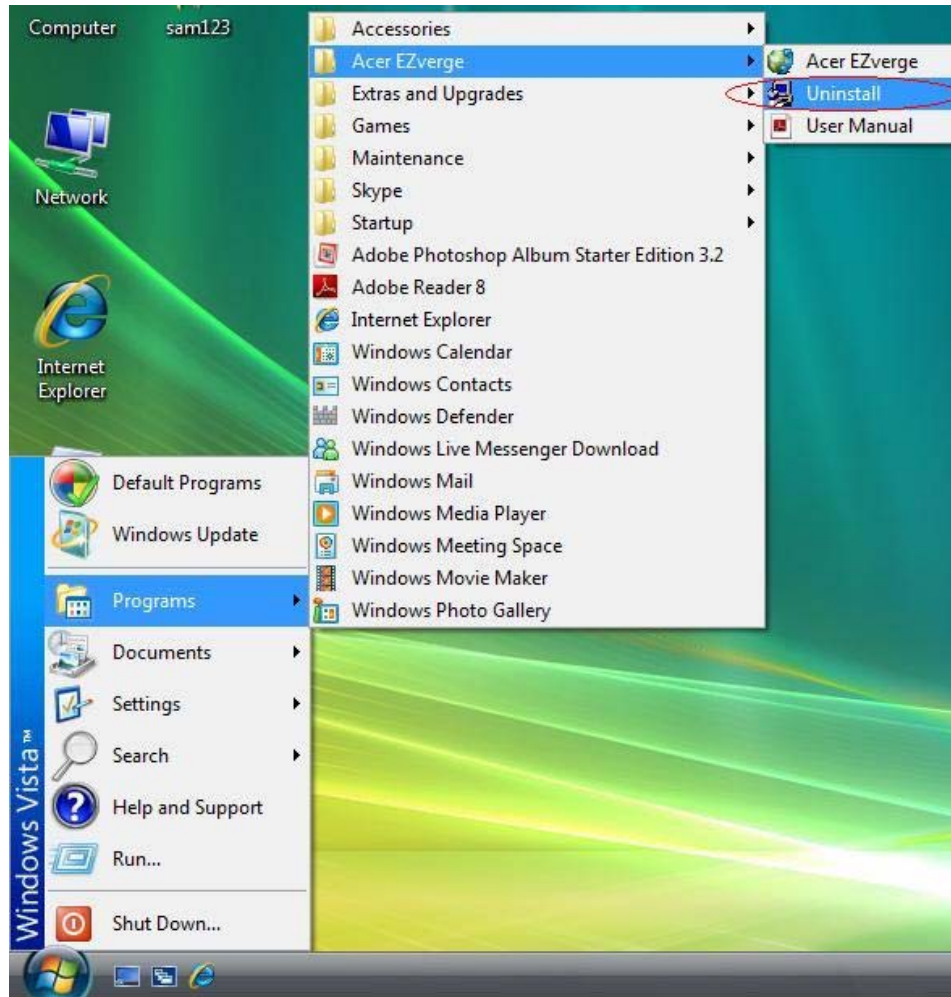 Computer
sam123
Network
Internet
Explorer
Accessories
Acer EZverge
Extras and Upgrades
Games
Maintenance
Skype
Startup
Adobe Photoshop Album Starter Edition 3.2
Adobe Reader 8
Internet Explorer
Windows Calendar
Windows Contacts
Windows Defender
Windows Live Messenger Download
Windows Mail
Windows Media Player
Windows Meeting Space
Windows Movie Maker
Windows Photo Gallery
Acer EZverge
Uninstall
User Manual
Default Programs
Windows Update
Programs
Documents
Settings
Search
Help and Support
Run...
Shut Down...
Windows Vista™